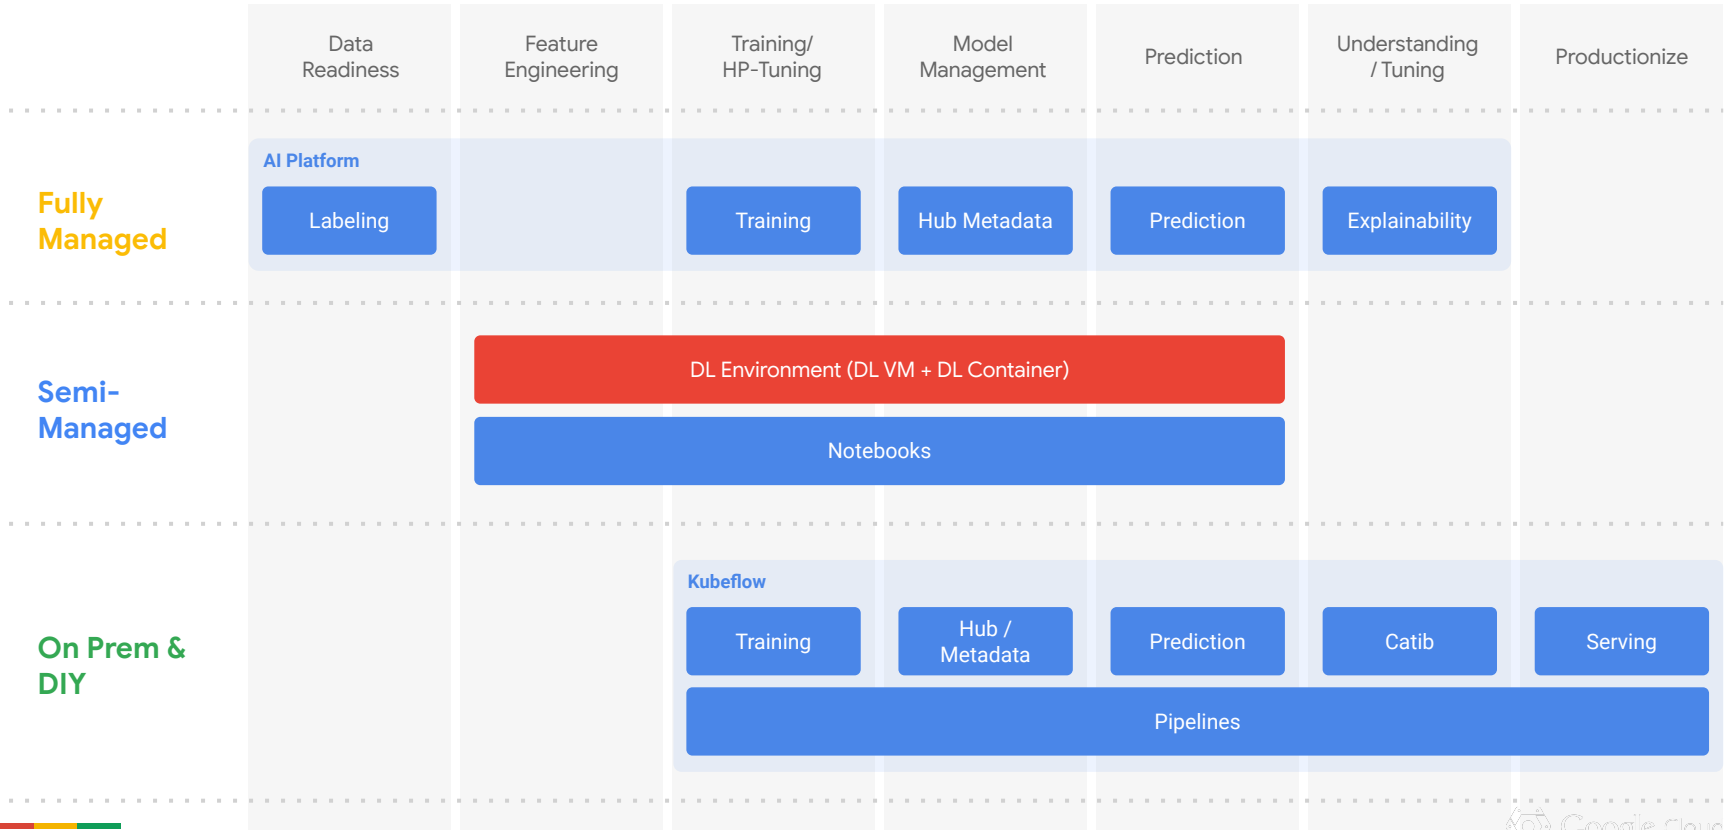 Data
Readiness
Feature
Engineering
Training/
HP-Tuning
Model
Management
Prediction
Understanding
/ Tuning
Productionize
Fully
Managed
AI Platform
Labeling
Training
Hub Metadata
Prediction
Explainability
Semi-
Managed
DL Environment (DL VM + DL Container)
Notebooks
On Prem &
DIY
Kubeflow
Training
Hub /
Metadata
Prediction
Catib
Serving
Pipelines
Google Cloud